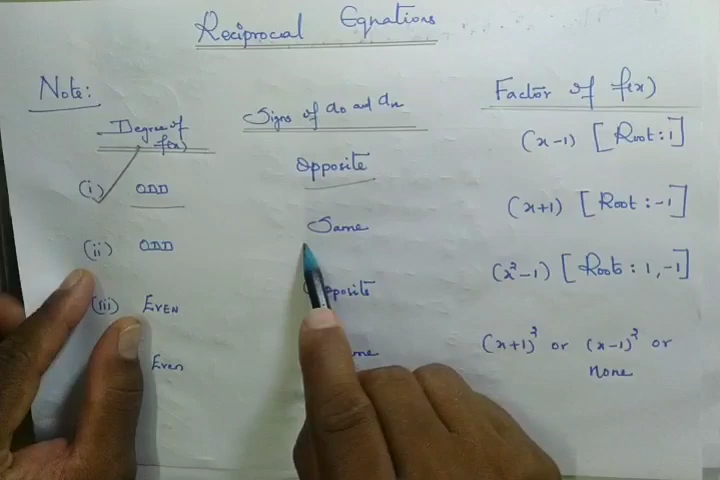 Reciprocal Equations
Note:
Degree of f(x)
Signs of a0 and an
Factor of f(x)
(i) ODD Opposite (x-1) [Root: 1]
(ii) ODD Same (x+1) [Root: -1]
(iii) EVEN Opposite (x²-1) [Roots: 1, -1]
Even (x+1)² or (x-1)² or
none